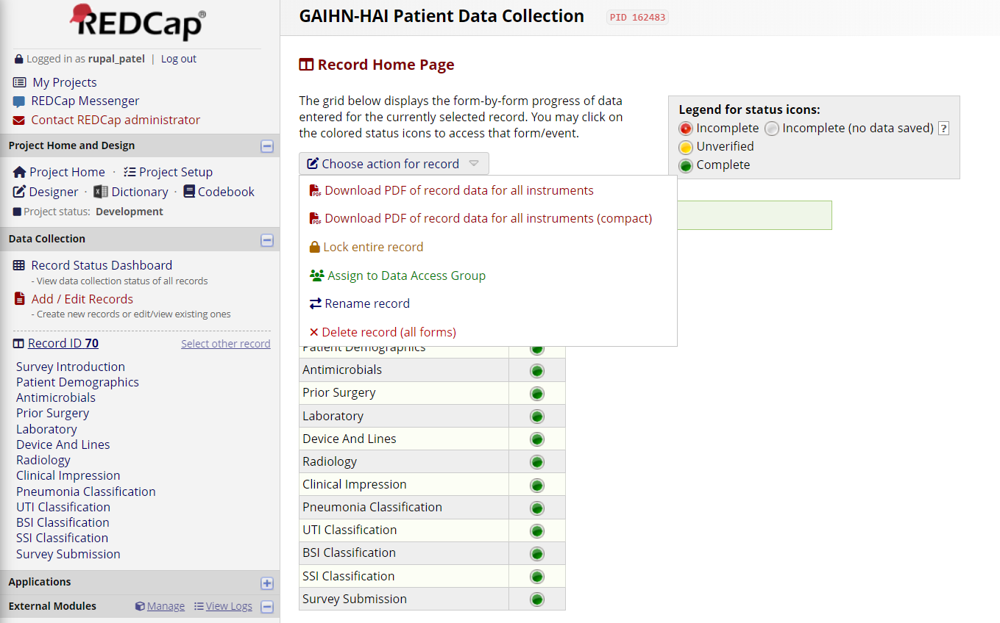 REDCap®
Logged in as rupal_patel | Log out
My Projects
REDCap Messenger
Contact REDCap administrator
Project Home and Design
Project Home · Project Setup
Designer · Dictionary · Codebook
Project status: Development
Data Collection
Record Status Dashboard
- View data collection status of all records
Add / Edit Records
- Create new records or edit/view existing ones
Record ID 70 Select other record
Survey Introduction
Patient Demographics
Antimicrobials
Prior Surgery
Laboratory
Device And Lines
Radiology
Clinical Impression
Pneumonia Classification
UTI Classification
BSI Classification
SSI Classification
Survey Submission
Applications
External Modules Manage View Logs
GAIHN-HAI Patient Data Collection PID 162483
Record Home Page
The grid below displays the form-by-form progress of data
entered for the currently selected record. You may click on
the colored status icons to access that form/event.
Legend for status icons:
Incomplete Incomplete (no data saved) ?
Unverified
Complete
Choose action for record
PDF Download PDF of record data for all instruments
PDF Download PDF of record data for all instruments (compact)
Lock entire record
Assign to Data Access Group
Rename record
Delete record (all forms)
Patient Demographics
Antimicrobials
Prior Surgery
Laboratory
Device And Lines
Radiology
Clinical Impression
Pneumonia Classification
UTI Classification
BSI Classification
SSI Classification
Survey Submission